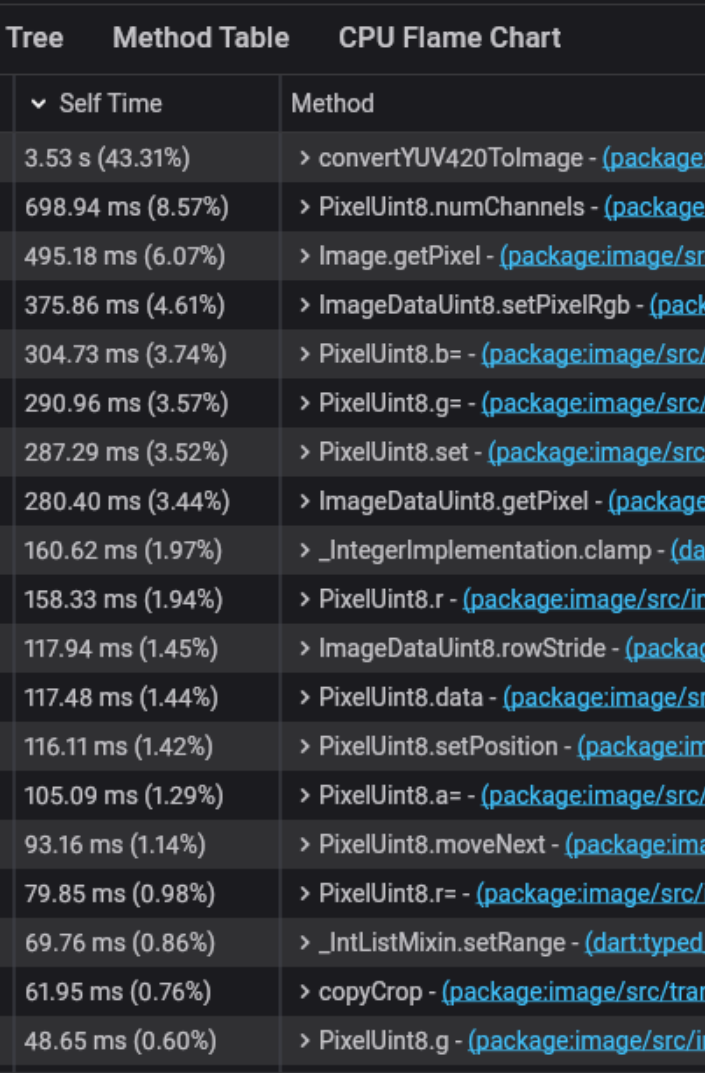 Tree Method Table CPU Flame Chart
Self Time Method
3.53 s (43.31%) convertYUV420ToImage - (package:
698.94 ms (8.57%) PixelUint8.numChannels - (package
495.18 ms (6.07%) Image.getPixel - (package:image/sr
375.86 ms (4.61%) ImageDataUint8.setPixelRgb - (pack
304.73 ms (3.74%) PixelUint8.b= - (package:image/src/
290.96 ms (3.57%) PixelUint8.g= - (package:image/src/
287.29 ms (3.52%) PixelUint8.set - (package:image/src
280.40 ms (3.44%) ImageDataUint8.getPixel - (package
160.62 ms (1.97%) _IntegerImplementation.clamp - (da
158.33 ms (1.94%) PixelUint8.r - (package:image/src/im
117.94 ms (1.45%) ImageDataUint8.rowStride - (packag
117.48 ms (1.44%) PixelUint8.data - (package:image/sr
116.11 ms (1.42%) PixelUint8.setPosition - (package:im
105.09 ms (1.29%) PixelUint8.a= - (package:image/src/
93.16 ms (1.14%) PixelUint8.moveNext - (package:ima
79.85 ms (0.98%) PixelUint8.r= - (package:image/src/
69.76 ms (0.86%) _IntListMixin.setRange - (dart:typed
61.95 ms (0.76%) copyCrop - (package:image/src/tran
48.65 ms (0.60%) PixelUint8.g - (package:image/src/i